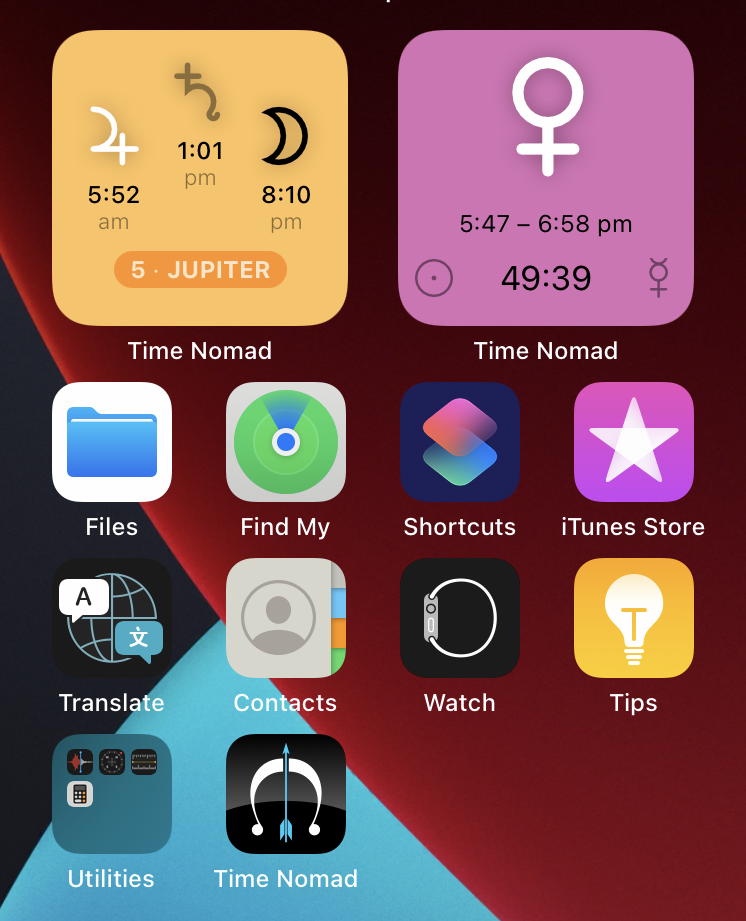 1:01
pm
5:52
am
8:10
pm
5 · JUPITER
Time Nomad
5:47 – 6:58 pm
49:39
Time Nomad
Files
Find My
Shortcuts
iTunes Store
A
文
Translate
Contacts
Watch
Tips
Utilities
Time Nomad